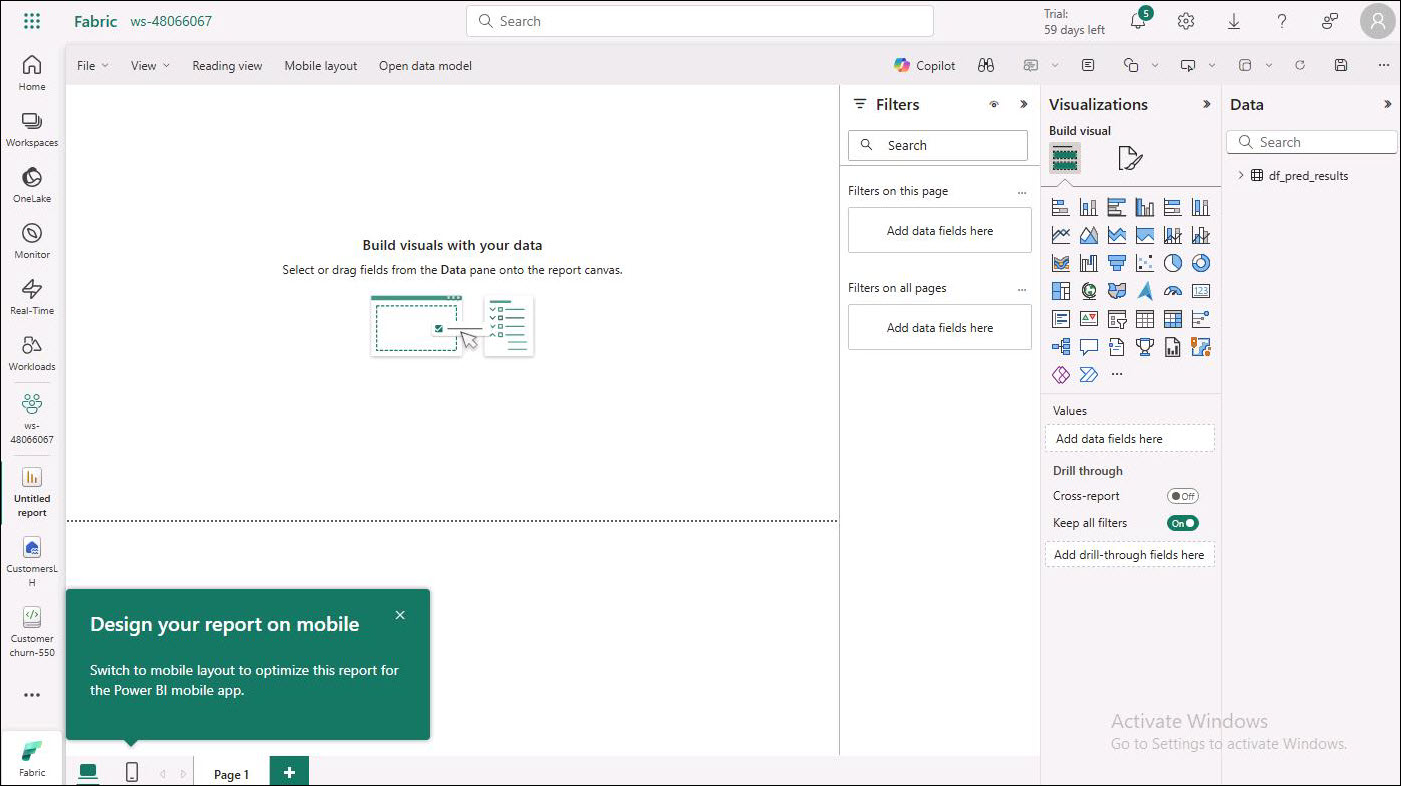 Fabric ws-48066067
Search
Trial:
59 days left
5
File
View
Reading view
Mobile layout
Open data model
Copilot
Home
Workspaces
OneLake
Monitor
Real-Time
Workloads
ws-
48066067
Untitled
report
CustomersL
H
Customer
churn-550
Fabric
Build visuals with your data
Select or drag fields from the Data pane onto the report canvas.
Design your report on mobile
Switch to mobile layout to optimize this report for
the Power BI mobile app.
Page 1
Filters
Search
Filters on this page
Add data fields here
Filters on all pages
Add data fields here
Visualizations
Build visual
123
Values
Add data fields here
Drill through
Cross-report
Off
Keep all filters
On
Add drill-through fields here
Data
Search
df_pred_results
Activate Windows
Go to Settings to activate Windows.